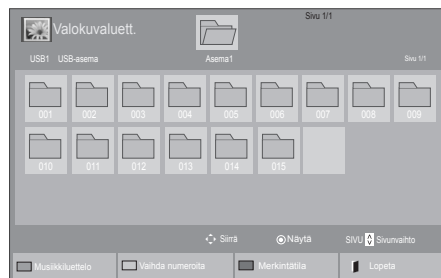 Sivu 1/1
Valokuvaluett.
USB1 USB-asema Asema1 Sivu 1/1
001 002 003 004 005 006 007 008 009
010 011 012 013 014 015
Siirrä Näytä SIVU Sivunvaihto
Musiikkiluettelo Vaihda numeroita Merkintätila Lopeta